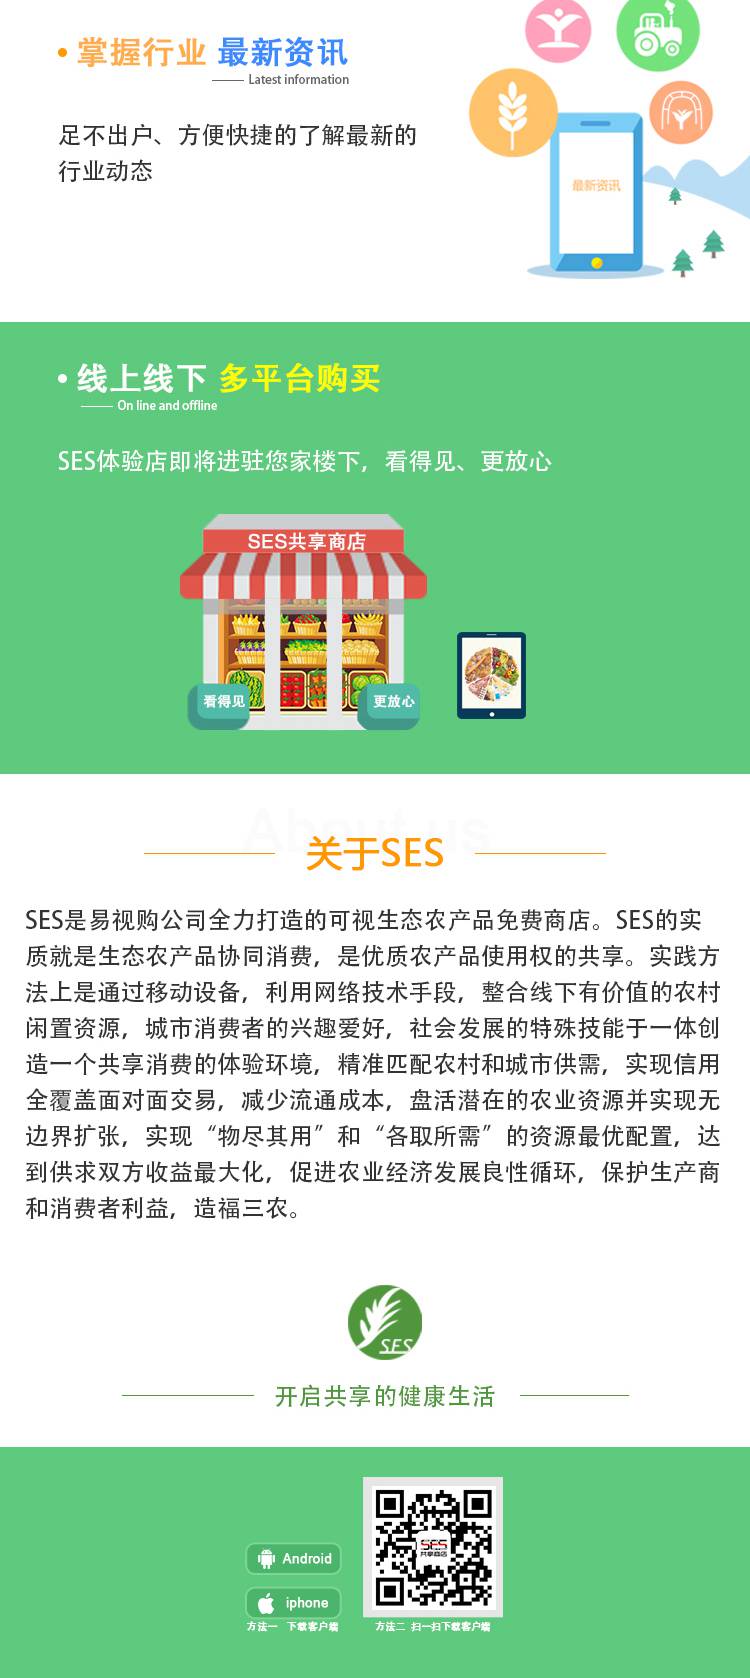 • 掌握行业 最新资讯
Latest information
足不出户、方便快捷的了解最新的
行业动态
最新资讯
• 线上线下 多平台购买
On line and offline
SES体验店即将进驻您家楼下，看得见、更放心
SES共享商店
看得见
更放心
About us
关于SES
SES是易视购公司全力打造的可视生态农产品免费商店。SES的实
质就是生态农产品协同消费，是优质农产品使用权的共享。实践方
法上是通过移动设备，利用网络技术手段，整合线下有价值的农村
闲置资源，城市消费者的兴趣爱好，社会发展的特殊技能于一体创
造一个共享消费的体验环境，精准匹配农村和城市供需，实现信用
全覆盖面对面交易，减少流通成本，盘活潜在的农业资源并实现无
边界扩张，实现“物尽其用”和“各取所需”的资源最优配置，达
到供求双方收益最大化，促进农业经济发展良性循环，保护生产商
和消费者利益，造福三农。
SES
开启共享的健康生活
Android
iphone
方法一 下载客户端
SES
共享商店
方法二 扫一扫下载客户端